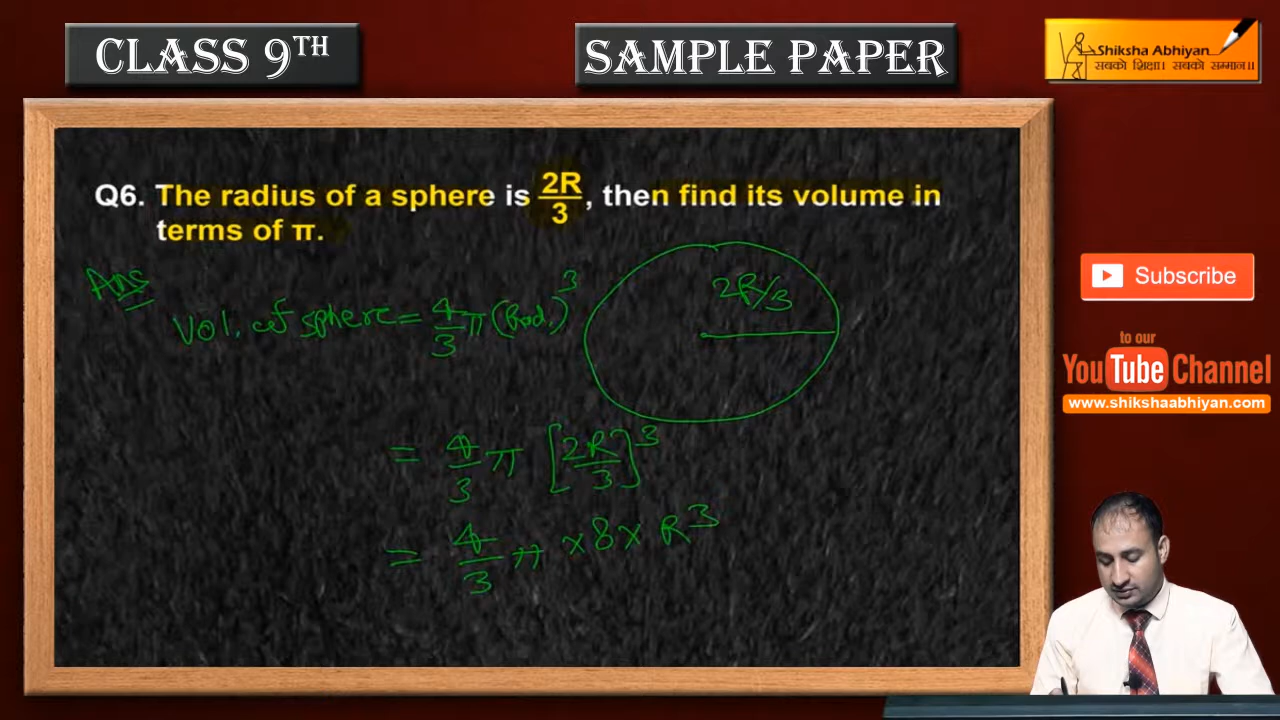 CLASS 9TH
SAMPLE PAPER
Shiksha Abhiyan
सबको शिक्षा। सबको सम्मान।।
Q6. The radius of a sphere is 2R/3, then find its volume in
terms of π.
Ans
Vol. of sphere = 4/3 π (Rad.)³
2R/3
= 4/3 π [2R/3]³
= 4/3 π × 8 × R³
Subscribe
to our
YouTube Channel
www.shikshaabhiyan.com